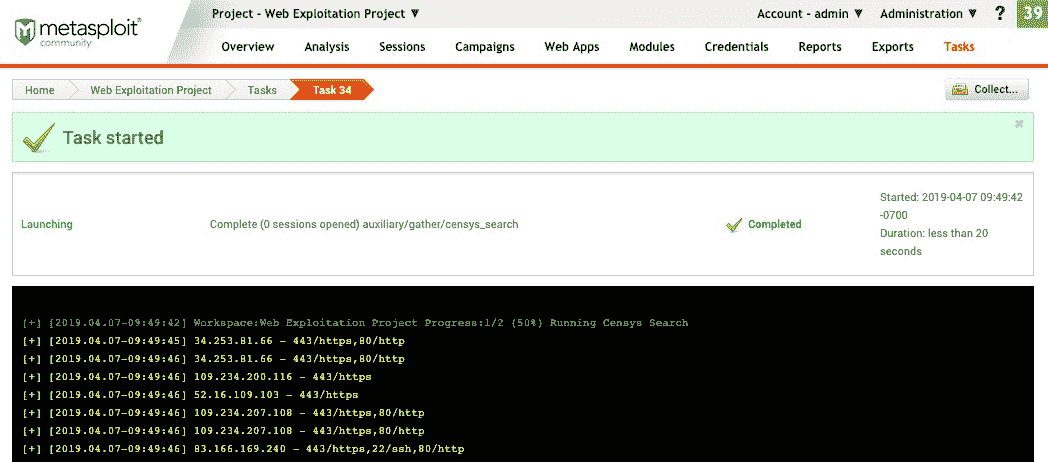 metasploit®
community
Project - Web Exploitation Project ▼
Account - admin ▼
Administration ▼
?
39
Overview
Analysis
Sessions
Campaigns
Web Apps
Modules
Credentials
Reports
Exports
Tasks
Home
Web Exploitation Project
Tasks
Task 34
Collect...
Task started
Launching
Complete (0 sessions opened) auxiliary/gather/censys_search
Completed
Started: 2019-04-07 09:49:42
-0700
Duration: less than 20
seconds
[+] [2019.04.07-09:49:42] Workspace:Web Exploitation Project Progress:1/2 (50%) Running Censys Search
[+] [2019.04.07-09:49:45] 34.253.81.66 - 443/https,80/http
[+] [2019.04.07-09:49:46] 34.253.81.66 - 443/https,80/http
[+] [2019.04.07-09:49:46] 109.234.200.116 - 443/https
[+] [2019.04.07-09:49:46] 52.16.109.103 - 443/https
[+] [2019.04.07-09:49:46] 109.234.207.108 - 443/https,80/http
[+] [2019.04.07-09:49:46] 109.234.207.108 - 443/https,80/http
[+] [2019.04.07-09:49:46] 83.166.169.240 - 443/https,22/ssh,80/http